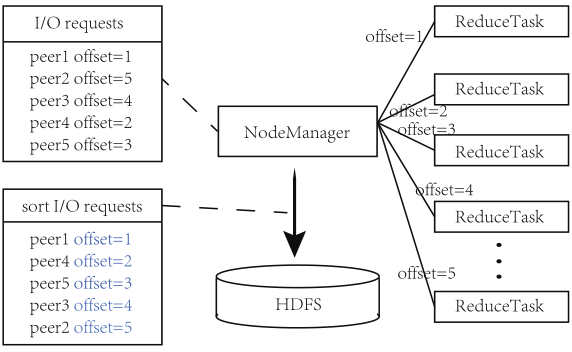 I/O requests
peer1 offset=1
peer2 offset=5
peer3 offset=4
peer4 offset=2
peer5 offset=3
sort I/O requests
peer1 offset=1
peer4 offset=2
peer5 offset=3
peer3 offset=4
peer2 offset=5
NodeManager
HDFS
offset=1
offset=2
offset=3
offset=4
offset=5
ReduceTask
ReduceTask
ReduceTask
ReduceTask
ReduceTask